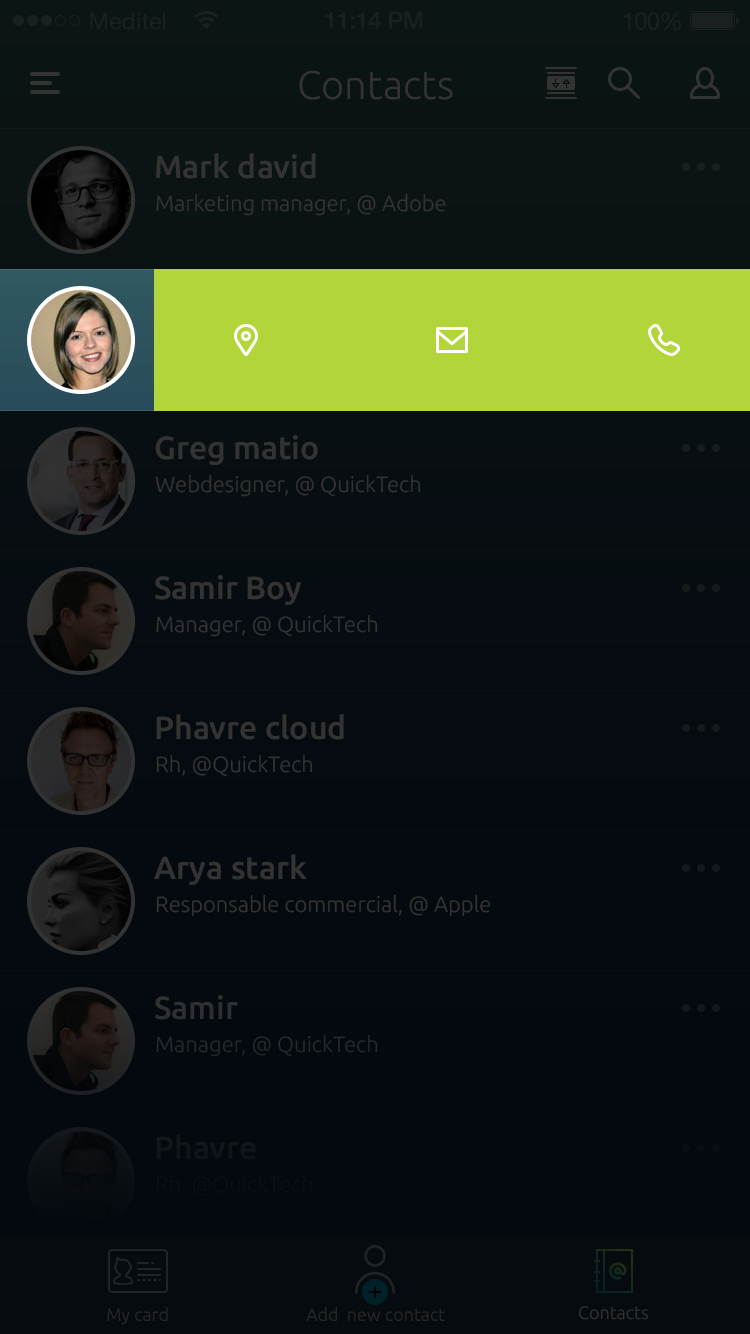 Meditel 11:14 PM 100%
Contacts
Mark david
Marketing manager, @ Adobe
Greg matio
Webdesigner, @ QuickTech
Samir Boy
Manager, @ QuickTech
Phavre cloud
Rh, @QuickTech
Arya stark
Responsable commercial, @ Apple
Samir
Manager, @ QuickTech
Phavre
Rh, @QuickTech
My card Add new contact Contacts